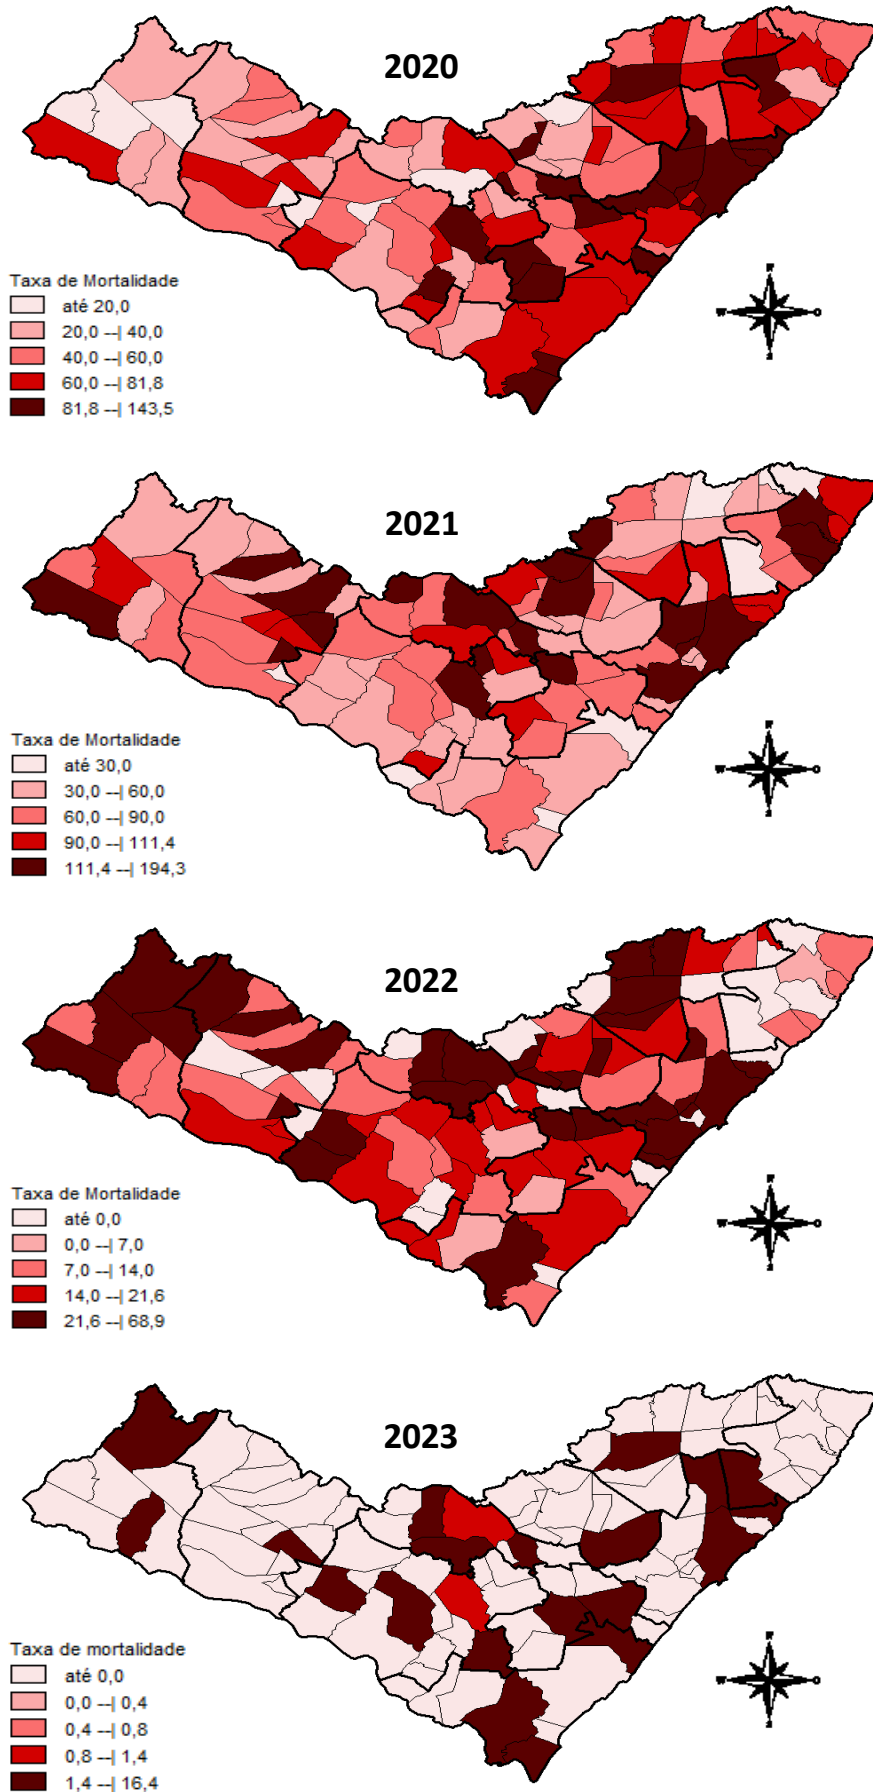 2020
Taxa de Mortalidade
até 20,0
20,0 --| 40,0
40,0 --| 60,0
60,0 --| 81,8
81,8 --| 143,5
W
2021
Taxa de Mortalidade
até 30,0
30,0 --| 60,0
60,0 --| 90,0
90,0 --| 111,4
111,4 --| 194,3
W
2022
Taxa de Mortalidade
até 0,0
0,0 --| 7,0
7,0 --| 14,0
14,0 --| 21,6
21,6 --| 68,9
W
2023
Taxa de mortalidade
até 0,0
0,0 --| 0,4
0,4 --| 0,8
0,8 --| 1,4
1,4 --| 16,4
W